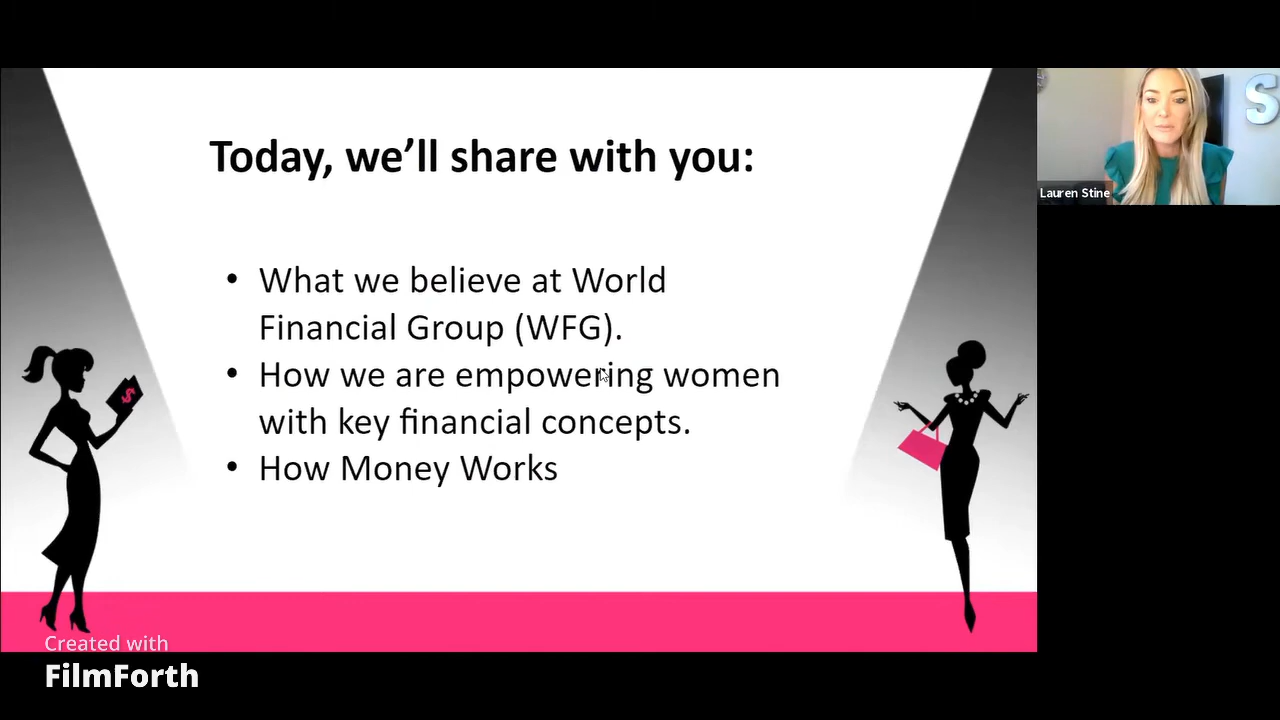 Today, we’ll share with you:
• What we believe at World
Financial Group (WFG).
• How we are empowering women
with key financial concepts.
• How Money Works
$
S
Lauren Stine
Created with
FilmForth